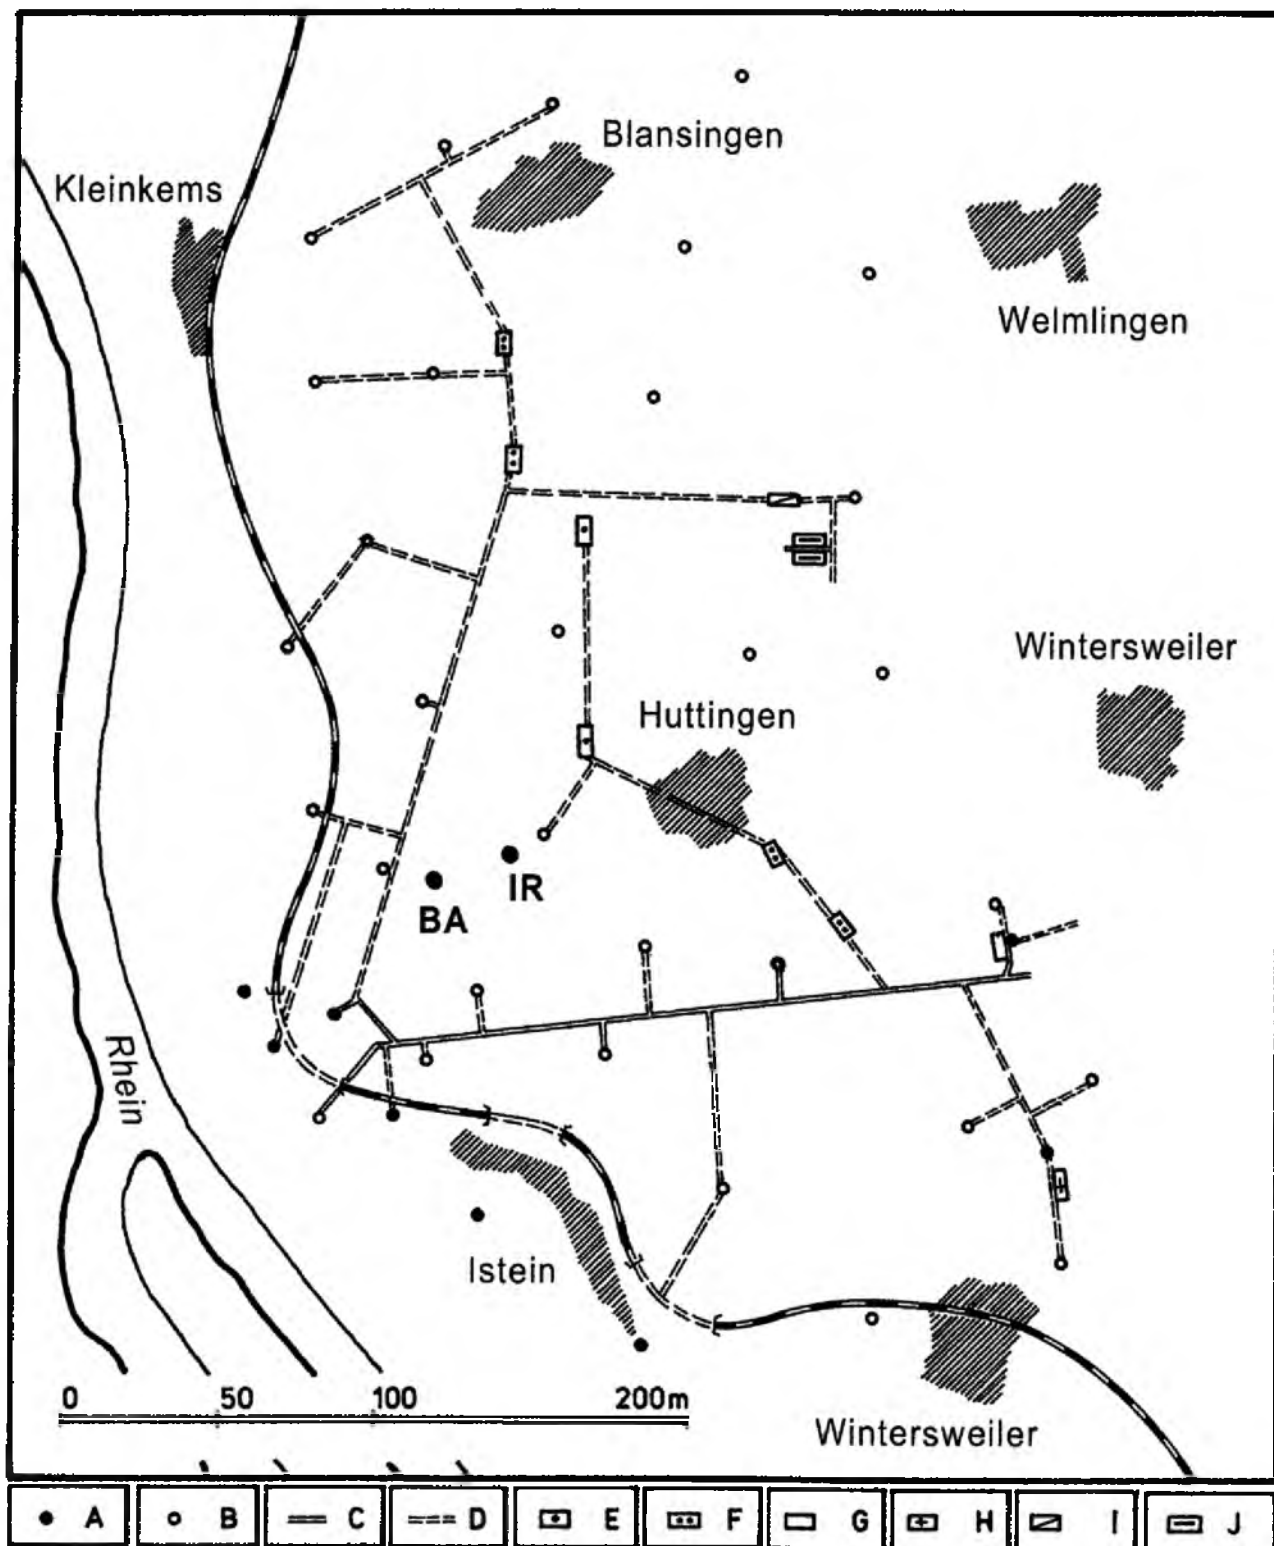 Blansingen
Kleinkems
Welmlingen
Wintersweiler
Huttingen
IR
BA
Rhein
Istein
0 50 100 200m
Wintersweiler
A B C D E F G H I J